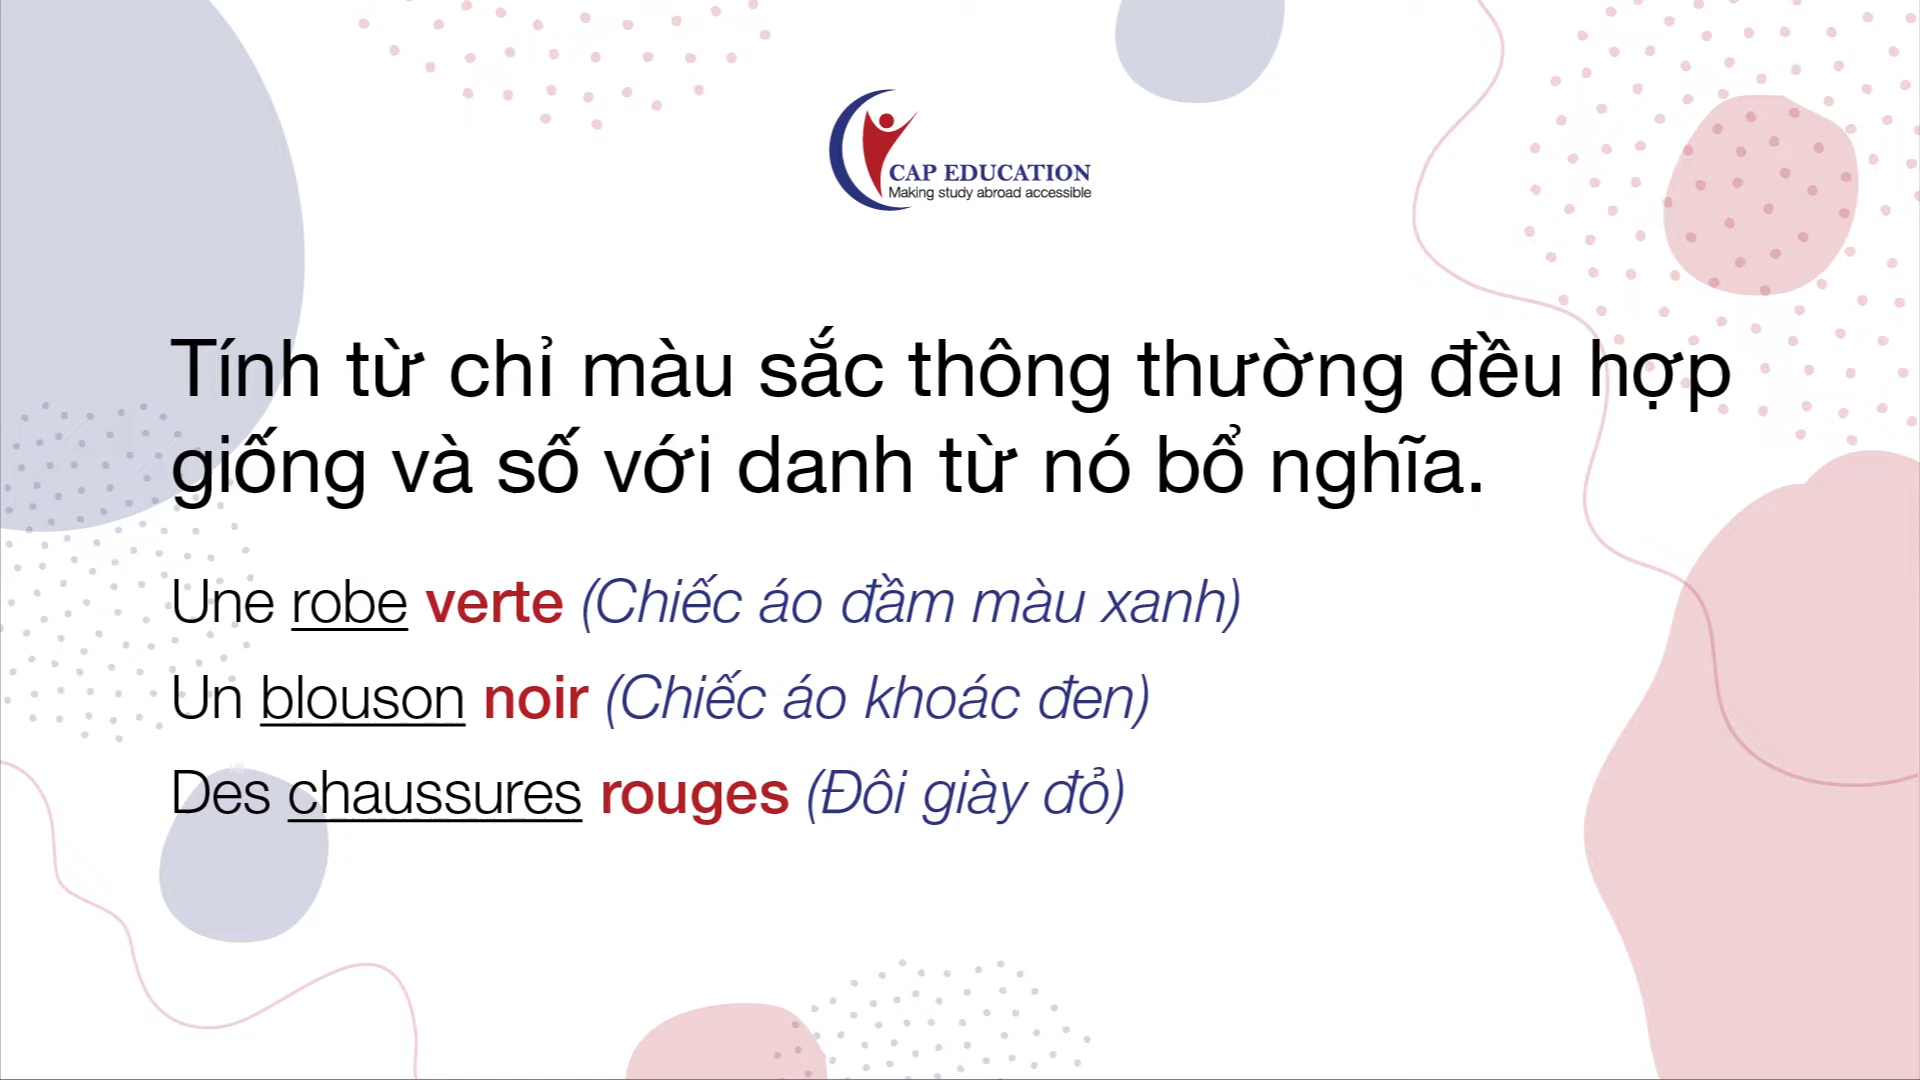 CAP EDUCATION
Making study abroad accessible
Tính từ chỉ màu sắc thông thường đều hợp
giống và số với danh từ nó bổ nghĩa.
Une robe verte (Chiếc áo đầm màu xanh)
Un blouson noir (Chiếc áo khoác đen)
Des chaussures rouges (Đôi giày đỏ)